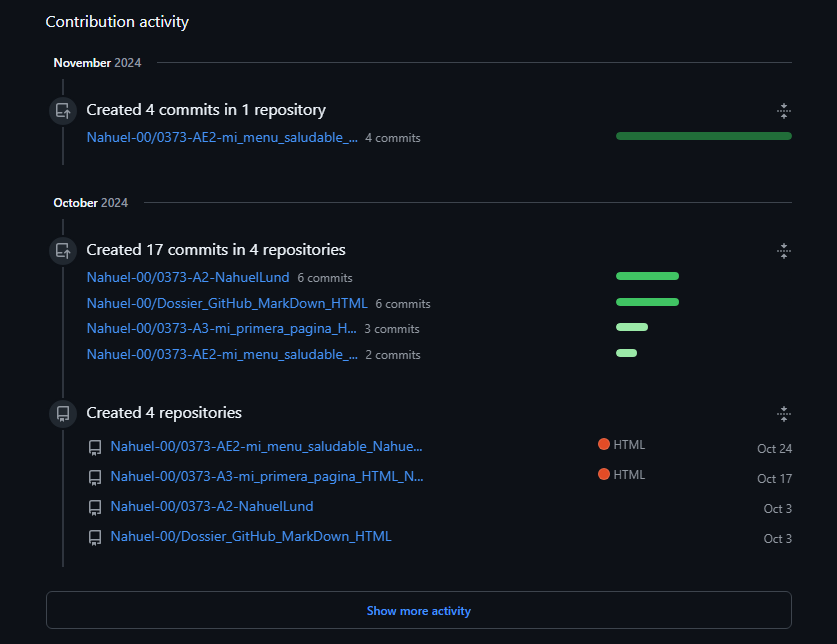 Contribution activity
November 2024
Created 4 commits in 1 repository
Nahuel-00/0373-AE2-mi_menu_saludable_... 4 commits
October 2024
Created 17 commits in 4 repositories
Nahuel-00/0373-A2-NahuelLund 6 commits
Nahuel-00/Dossier_GitHub_MarkDown_HTML 6 commits
Nahuel-00/0373-A3-mi_primera_pagina_H... 3 commits
Nahuel-00/0373-AE2-mi_menu_saludable_... 2 commits
Created 4 repositories
Nahuel-00/0373-AE2-mi_menu_saludable_Nahue... HTML Oct 24
Nahuel-00/0373-A3-mi_primera_pagina_HTML_N... HTML Oct 17
Nahuel-00/0373-A2-NahuelLund Oct 3
Nahuel-00/Dossier_GitHub_MarkDown_HTML Oct 3
Show more activity